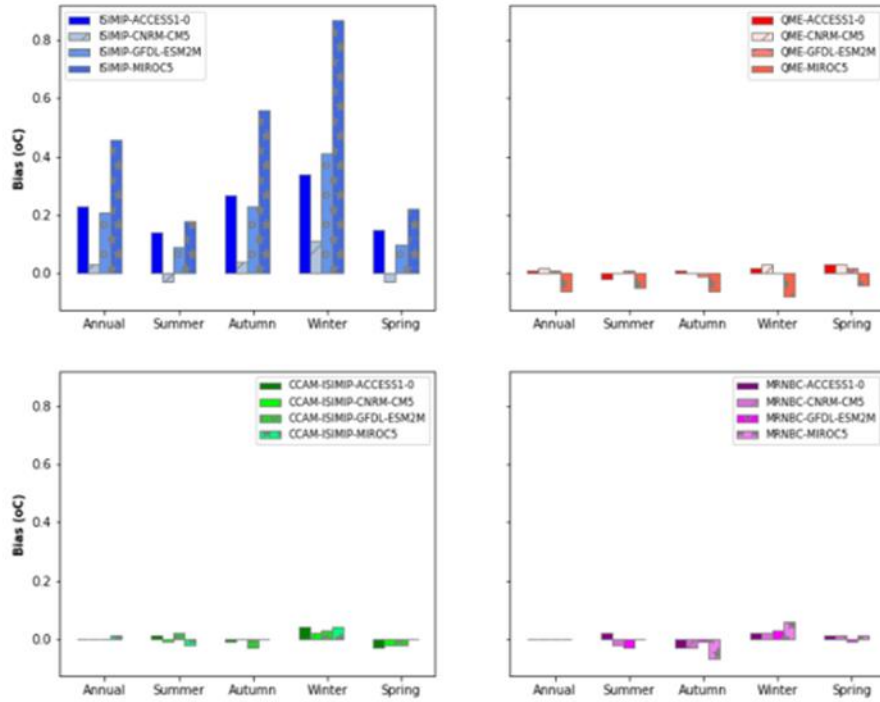 0.8
0.6
0.4
0.2
0.0
Bias (oC)
ISIMIP-ACCESS1-0
ISIMIP-CNRM-CM5
ISIMIP-GFDL-ESM2M
ISIMIP-MIROC5
Annual Summer Autumn Winter Spring
QME-ACCESS1-0
QME-CNRM-CM5
QME-GFDL-ESM2M
QME-MIROC5
Annual Summer Autumn Winter Spring
0.8
0.6
0.4
0.2
0.0
Bias (oC)
CCAM-ISIMIP-ACCESS1-0
CCAM-ISIMIP-CNRM-CM5
CCAM-ISIMIP-GFDL-ESM2M
CCAM-ISIMIP-MIROC5
Annual Summer Autumn Winter Spring
MRNBC-ACCESS1-0
MRNBC-CNRM-CM5
MRNBC-GFDL-ESM2M
MRNBC-MIROC5
Annual Summer Autumn Winter Spring